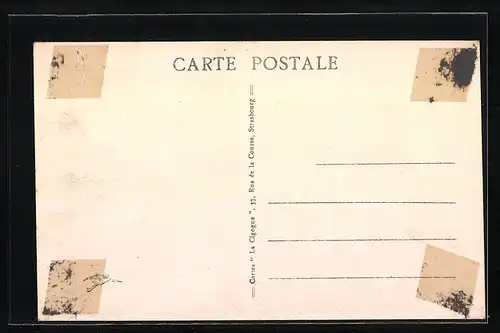 CARTE POSTALE
Cartes " La Cigogne ", 37, Rue de la Course, Strasbourg